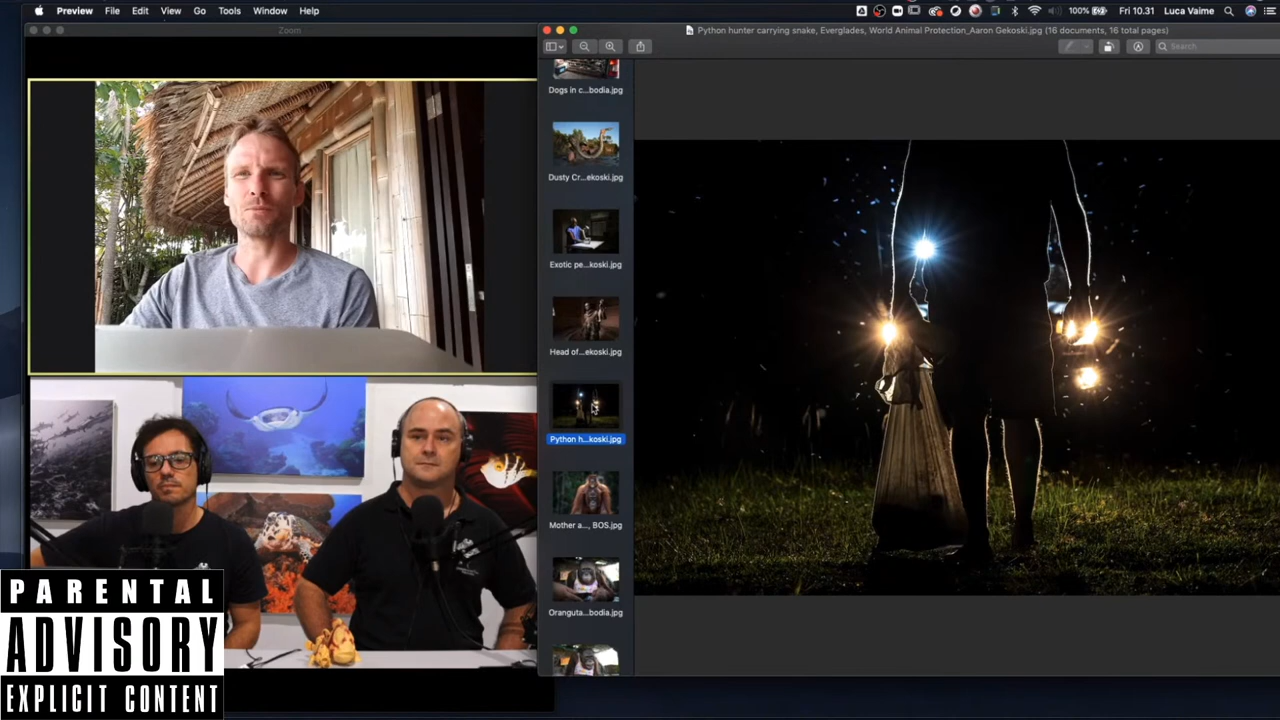 Preview File Edit View Go Tools Window Help
100% Fri 10.31 Luca Vaime
Zoom
Python hunter carrying snake, Everglades, World Animal Protection_Aaron Gekoski.jpg (16 documents, 16 total pages)
Search
Dogs in c...bodia.jpg
Dusty Cr...ekoski.jpg
Exotic pe...koski.jpg
Head of...ekoski.jpg
Python h...koski.jpg
Mother a..., BOS.jpg
Oranguta...bodia.jpg
PARENTAL
ADVISORY
EXPLICIT CONTENT